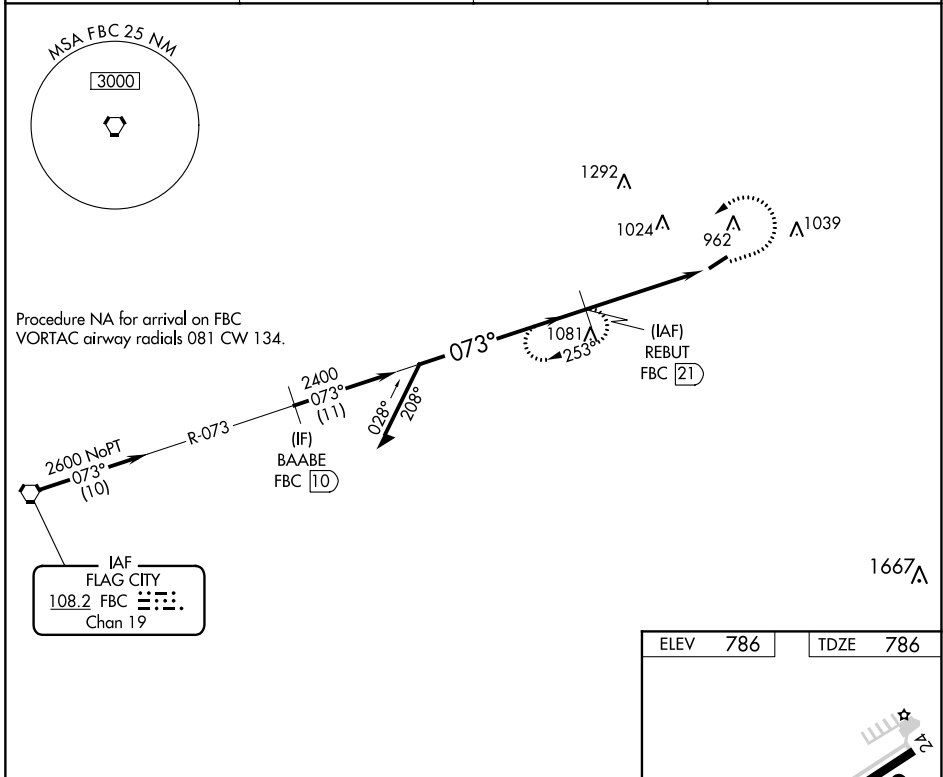 MSA FBC 25 NM
3000
1292
1024
962
1039
Procedure NA for arrival on FBC
VORTAC airway radials 081 CW 134.
1081
253°
073°
(IAF)
REBUT
FBC 21
2400
073°
(11)
028°
208°
R-073
(IF)
BAABE
FBC 10
2600 NoPT
073°
(10)
IAF
FLAG CITY
108.2 FBC
Chan 19
1667
ELEV 786
TDZE 786
24